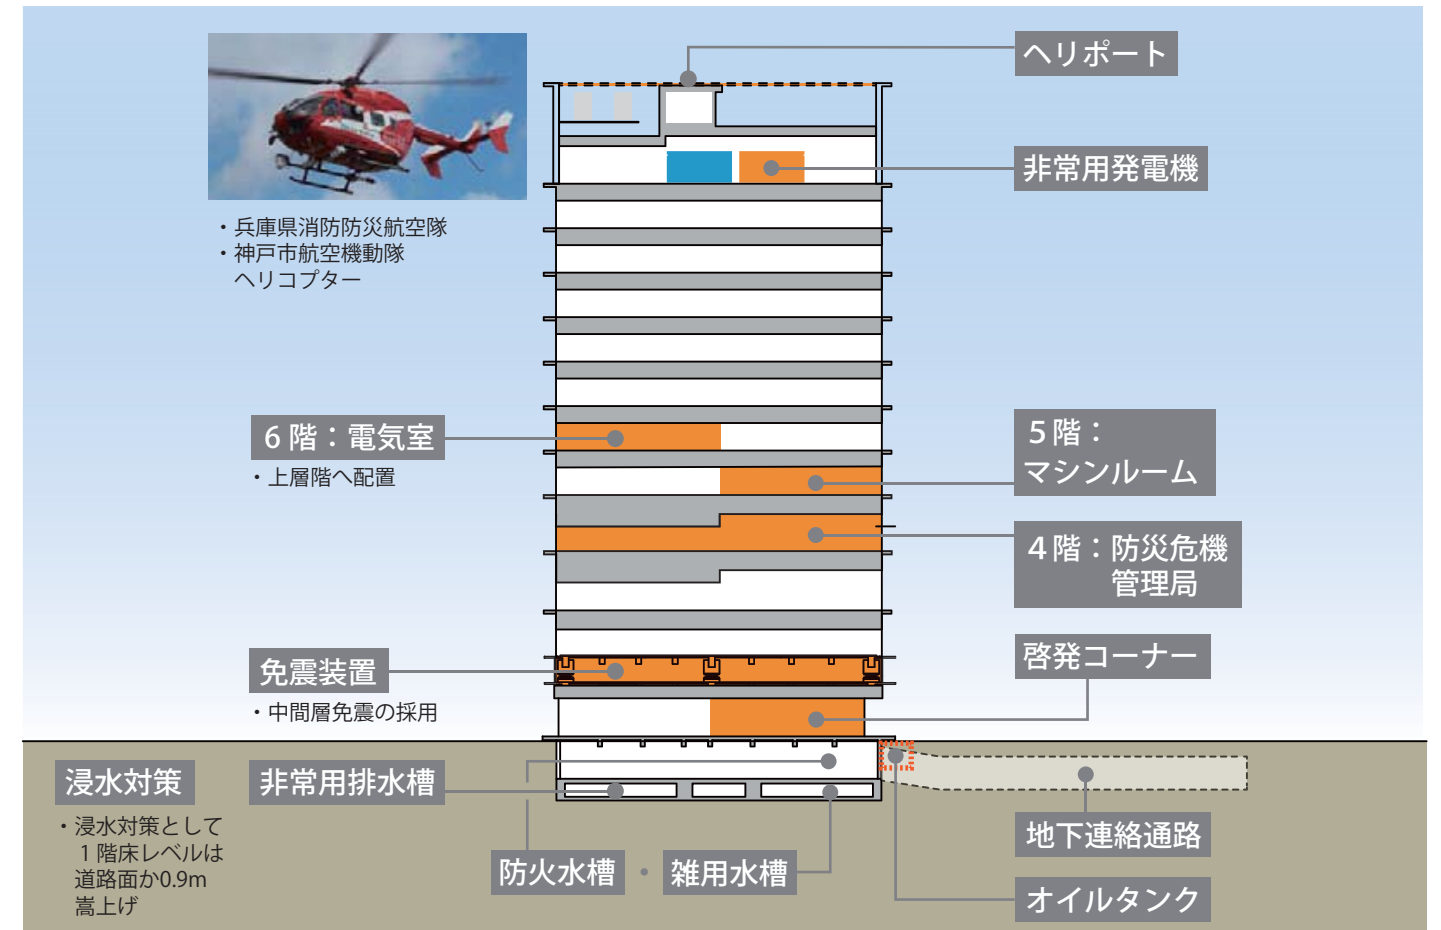 ヘリポート
非常用発電機
・兵庫県消防防災航空隊
・神戸市航空機動隊
ヘリコプター
6階：電気室
・上層階へ配置
5階：
マシンルーム
4階：防災危機
管理局
免震装置
・中間層免震の採用
啓発コーナー
浸水対策
・浸水対策として
1階床レベルは
道路面か0.9m
嵩上げ
非常用排水槽
防火水槽・雑用水槽
地下連絡通路
オイルタンク